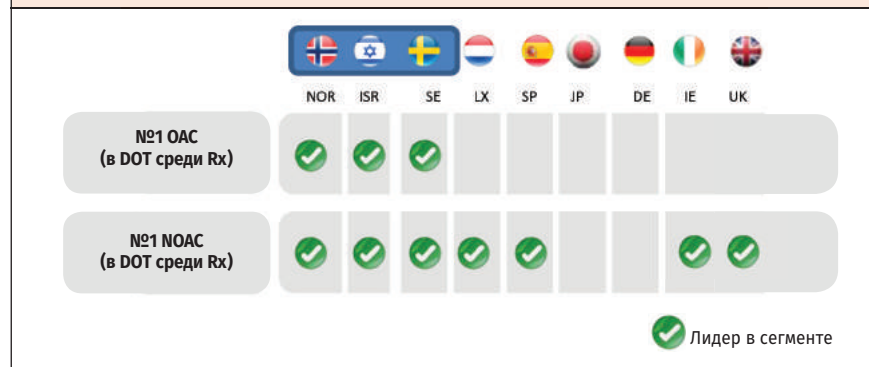 NOR ISR SE LX SP JP DE IE UK
№1 OAC
(в DOT среди Rx)
№1 NOAC
(в DOT среди Rx)
Лидер в сегменте